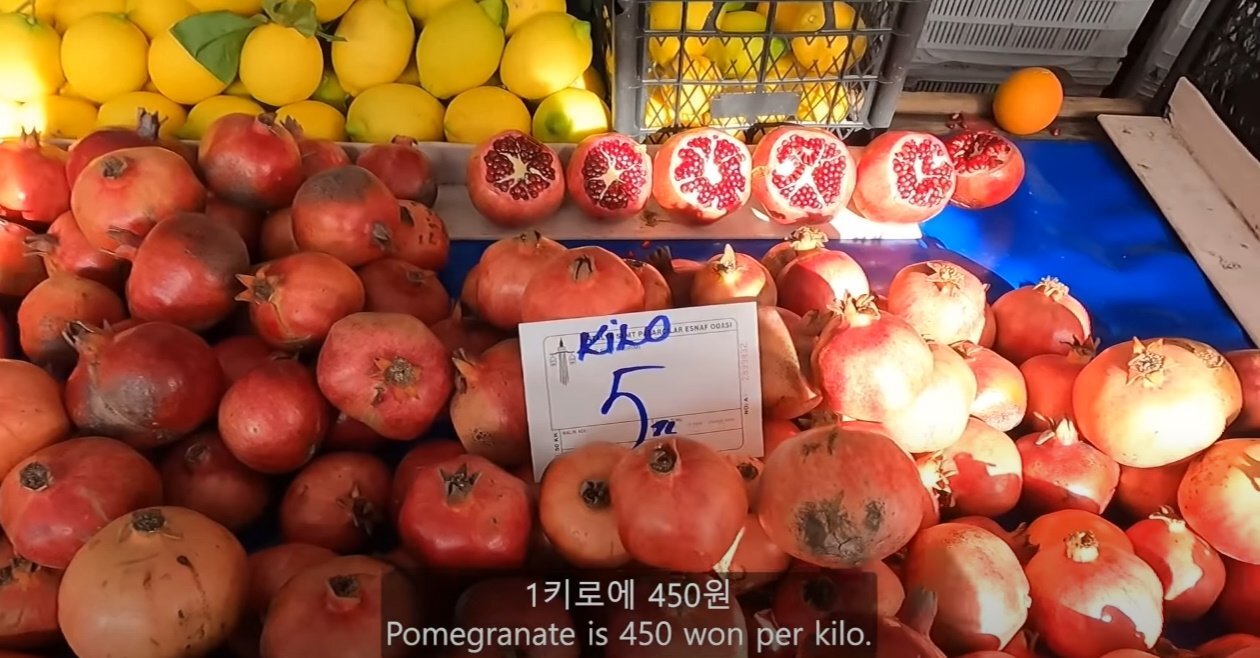 KiLO
5 TL
1키로에 450원
Pomegranate is 450 won per kilo.